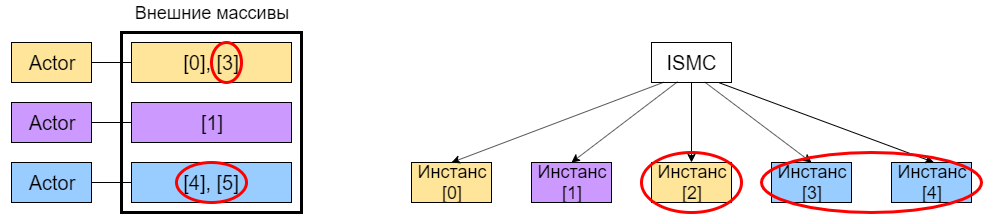 Внешние массивы
Actor
[0], [3]
Actor
[1]
Actor
[4], [5]
ISMC
Инстанс
[0]
Инстанс
[1]
Инстанс
[2]
Инстанс
[3]
Инстанс
[4]